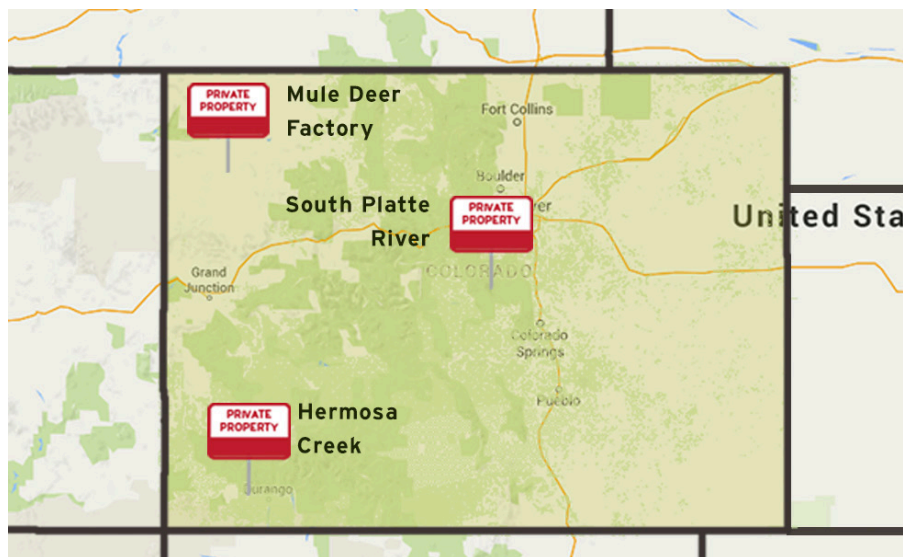 PRIVATE
PROPERTY
Mule Deer
Factory
Fort Collins
Boulder
South Platte
River
PRIVATE
PROPERTY
ver
United Sta
COLORADO
Grand
Junction
Colorado
Springs
Pueblo
PRIVATE
PROPERTY
Hermosa
Creek
Durango